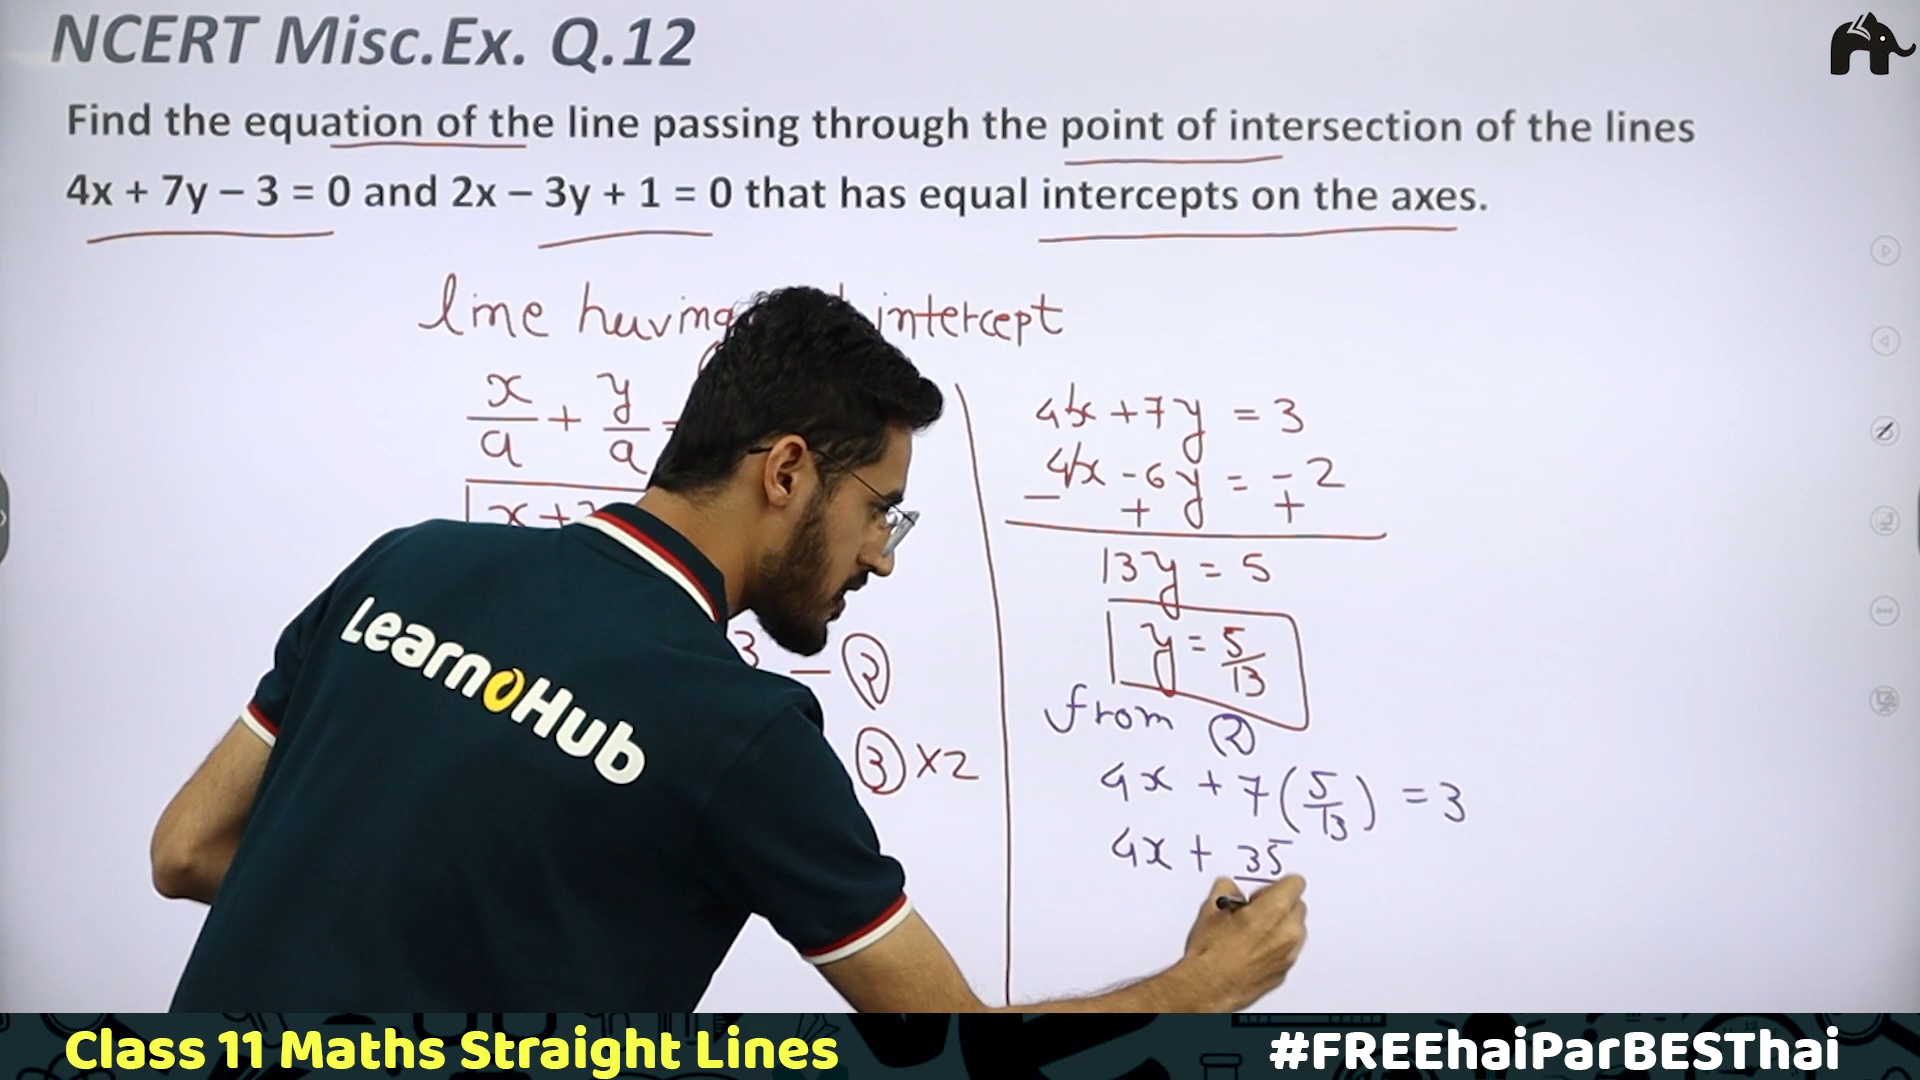 NCERT Misc.Ex. Q.12
Find the equation of the line passing through the point of intersection of the lines
4x + 7y – 3 = 0 and 2x – 3y + 1 = 0 that has equal intercepts on the axes.
line having intercept
x/a + y/a =
x+
3 — ②
③ ×2
4x + 7y = 3
4x - 6y = -2
− + +
13y = 5
y = 5/13
from ②
4x + 7(5/13) = 3
4x + 35
LearnoHub
Class 11 Maths Straight Lines
#FREEhaiParBESThai